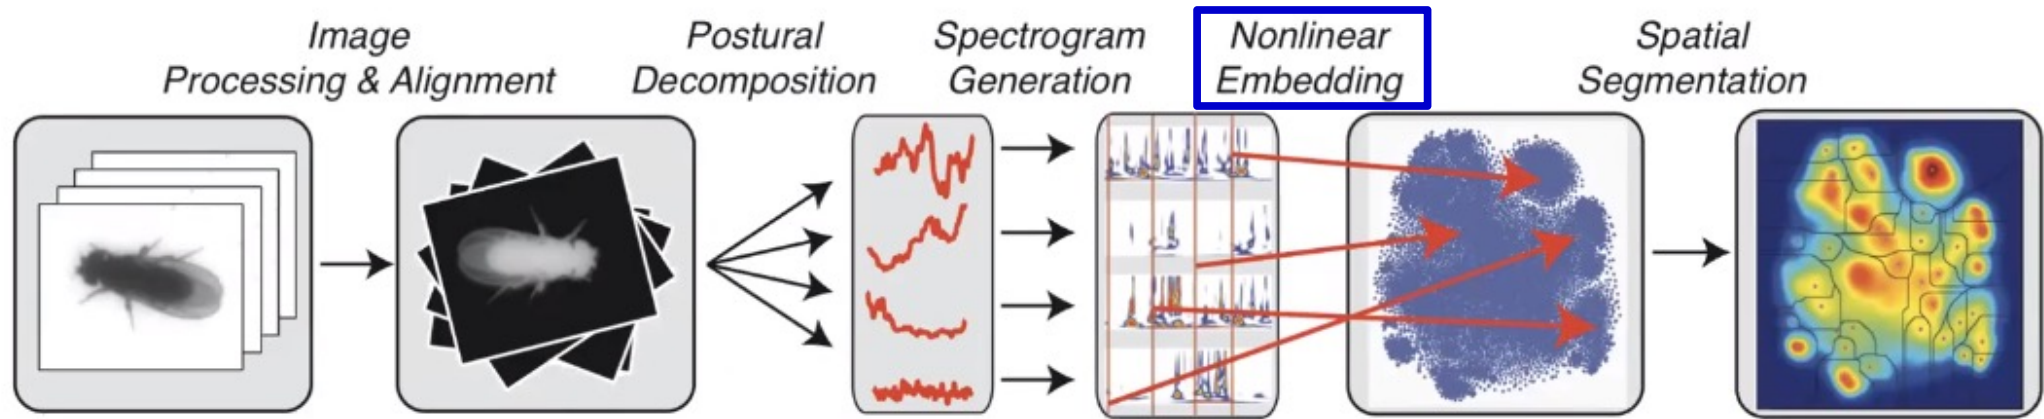 Image
Processing & Alignment
Postural
Decomposition
Spectrogram
Generation
Nonlinear
Embedding
Spatial
Segmentation